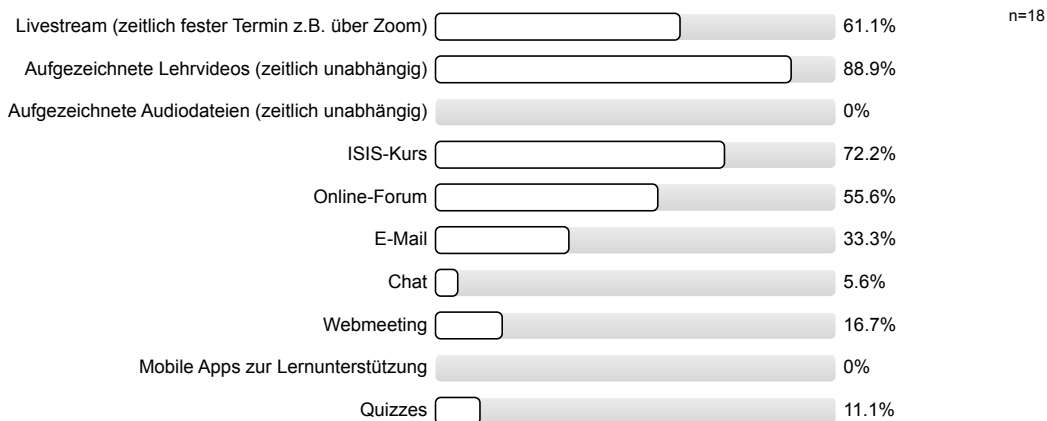 Livestream (zeitlich fester Termin z.B. über Zoom) 61.1% n=18
Aufgezeichnete Lehrvideos (zeitlich unabhängig) 88.9%
Aufgezeichnete Audiodateien (zeitlich unabhängig) 0%
ISIS-Kurs 72.2%
Online-Forum 55.6%
E-Mail 33.3%
Chat 5.6%
Webmeeting 16.7%
Mobile Apps zur Lernunterstützung 0%
Quizzes 11.1%